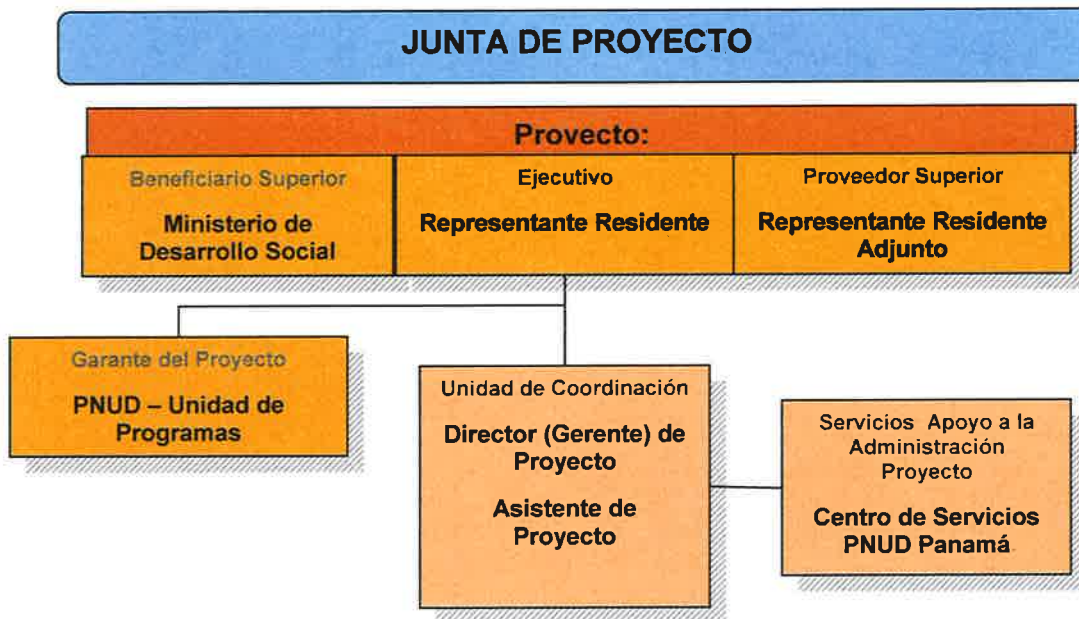 JUNTA DE PROYECTO
Provecto:
Beneficiario Superior
Ministerio de
Desarrollo Social
Ejecutivo
Representante Residente
Proveedor Superior
Representante Residente
Adjunto
Garante del Proyecto
PNUD – Unidad de
Programas
Unidad de Coordinación
Director (Gerente) de
Proyecto
Asistente de
Proyecto
Servicios Apoyo a la
Administración
Proyecto
Centro de Servicios
PNUD Panamá